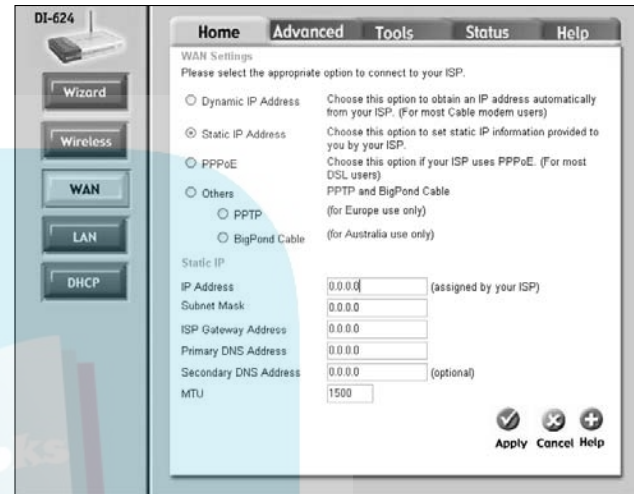 DI-624
Home Advanced Tools Status Help
Wizard
Wireless
WAN
LAN
DHCP
WAN Settings
Please select the appropriate option to connect to your ISP.
Dynamic IP Address Choose this option to obtain an IP address automatically
from your ISP. (For most Cable modem users)
Static IP Address Choose this option to set static IP information provided to
you by your ISP.
PPPoE Choose this option if your ISP uses PPPoE. (For most
DSL users)
Others PPTP and BigPond Cable
PPTP (for Europe use only)
BigPond Cable (for Australia use only)
Static IP
IP Address 0.0.0.0 (assigned by your ISP)
Subnet Mask 0.0.0.0
ISP Gateway Address 0.0.0.0
Primary DNS Address 0.0.0.0
Secondary DNS Address 0.0.0.0 (optional)
MTU 1500
Apply Cancel Help